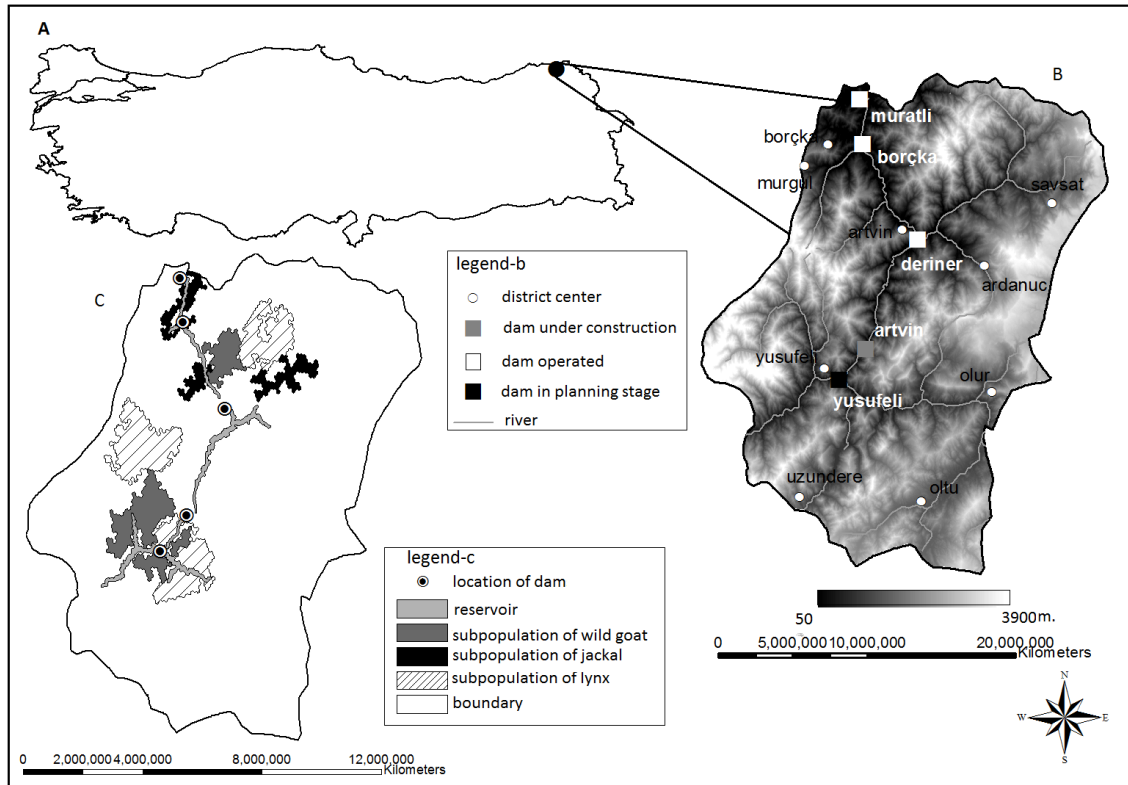 A
B
muratli
borçka
borçka
murgul
savsat
artvin
deriner
ardanuc
artvin
yusufeli
yusufeli
olur
uzundere
oltu
50
3900m.
0
5,000,000
10,000,000
20,000,000
Kilometers
N
W
E
S
legend-b
district center
dam under construction
dam operated
dam in planning stage
river
C
legend-c
location of dam
reservoir
subpopulation of wild goat
subpopulation of jackal
subpopulation of lynx
boundary
0
2,000,000
4,000,000
8,000,000
12,000,000
Kilometers